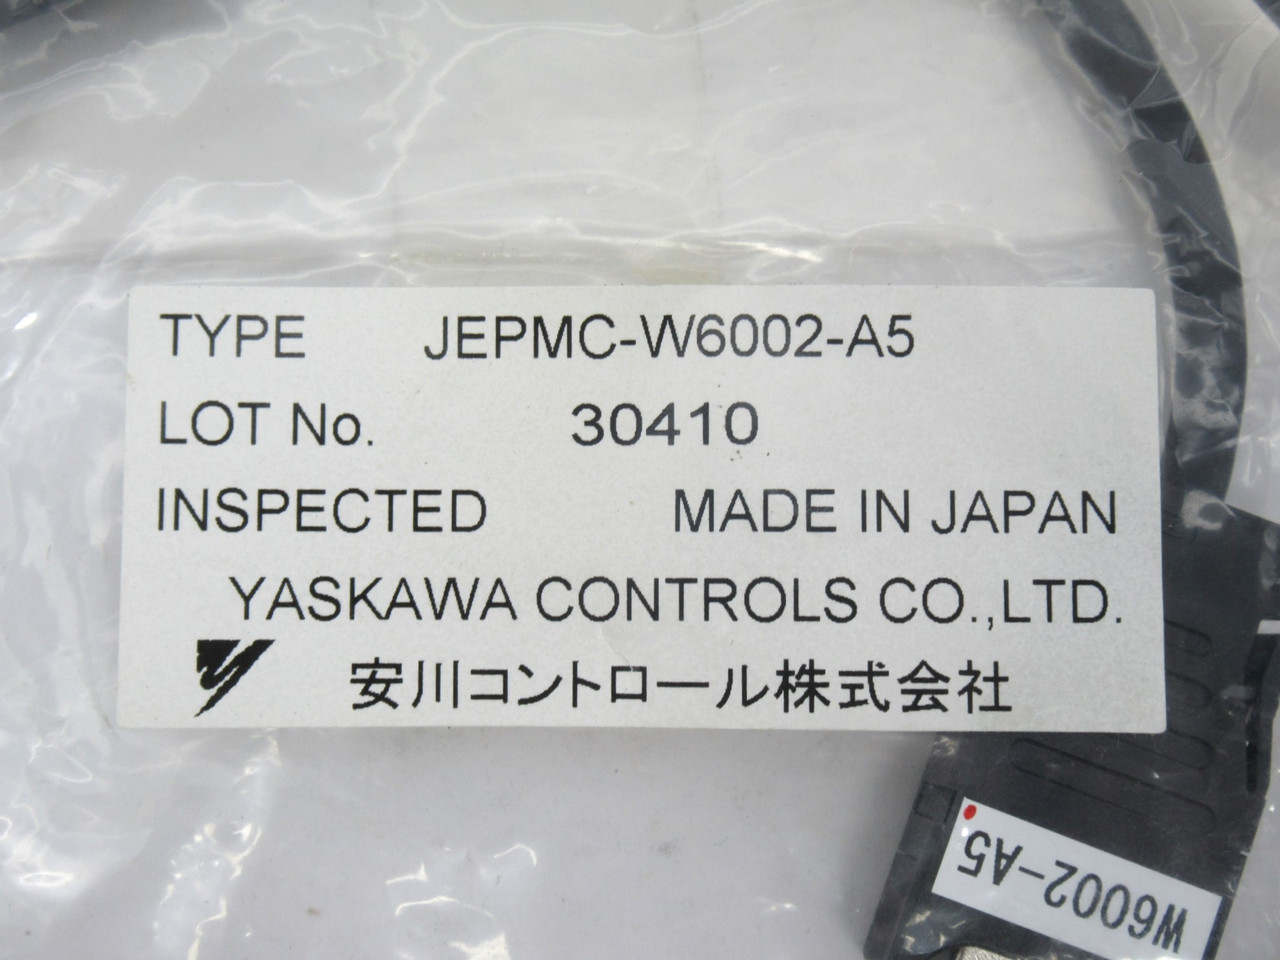 TYPE JEPMC-W6002-A5
LOT No. 30410
INSPECTED MADE IN JAPAN
YASKAWA CONTROLS CO.,LTD.
安川コントロール株式会社
W6002-A5